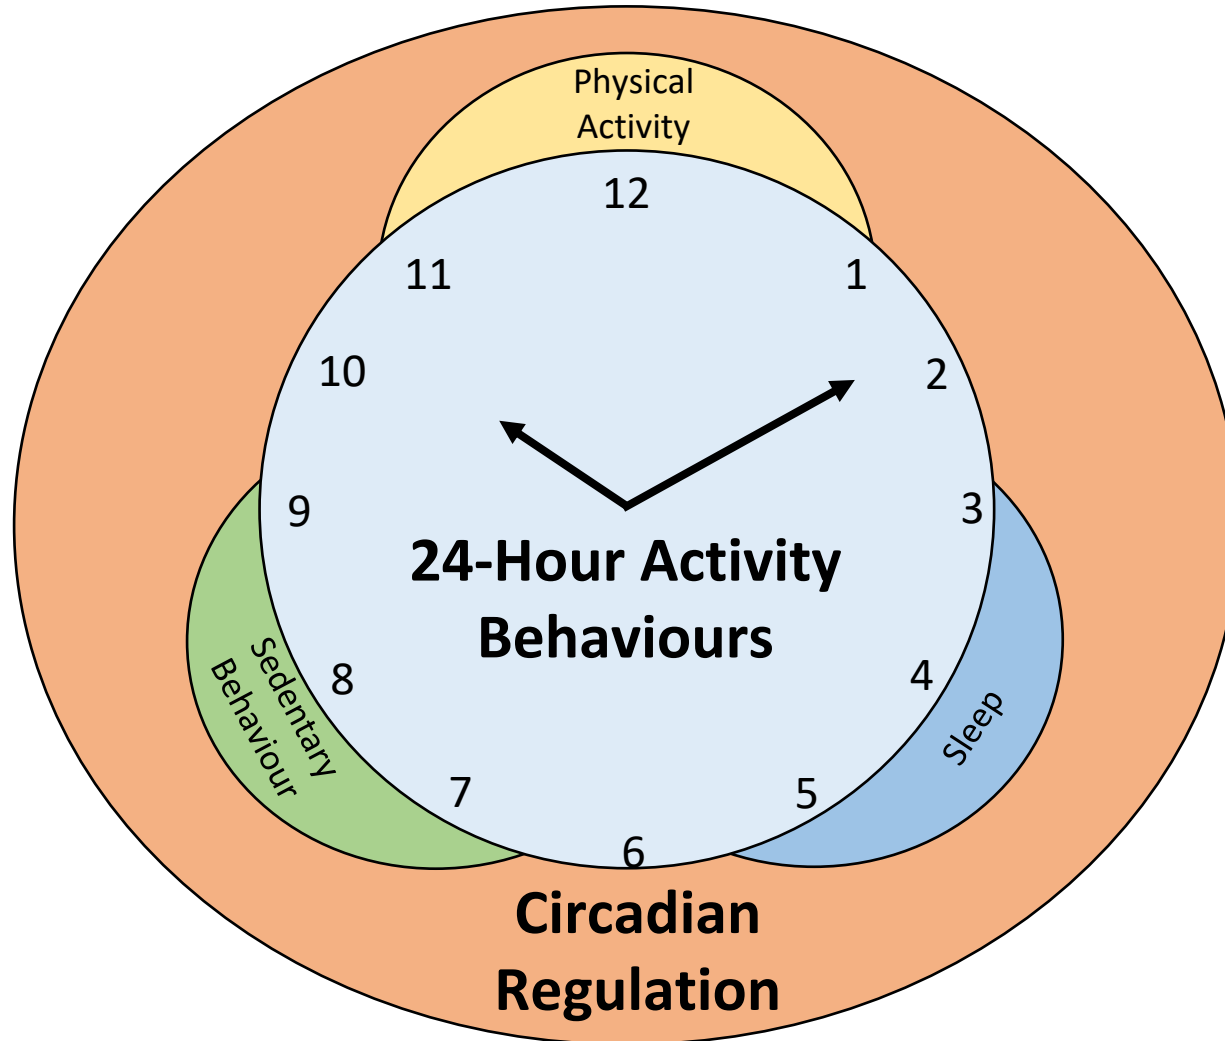 Physical
Activity
12
11
1
10
2
9
3
24-Hour Activity
Behaviours
8
4
Sedentary
Behaviour
Sleep
7
5
6
Circadian
Regulation